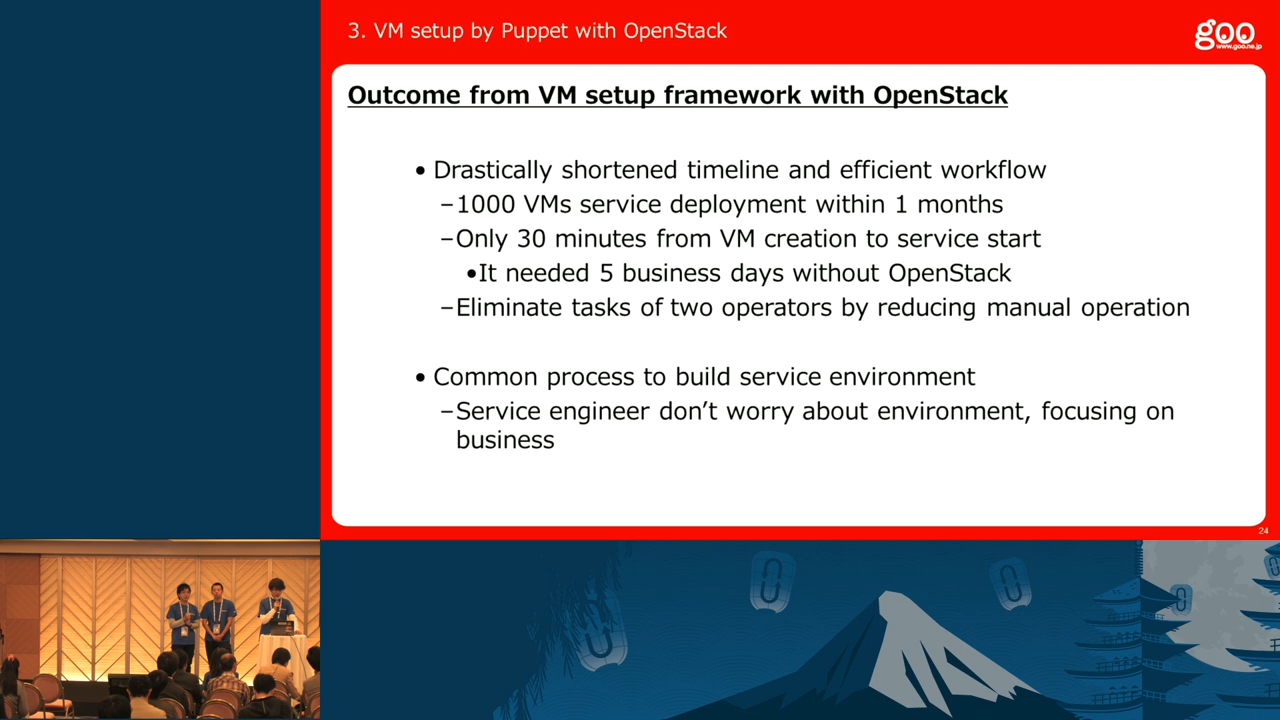 3. VM setup by Puppet with OpenStack
goo
www.goo.ne.jp
Outcome from VM setup framework with OpenStack
• Drastically shortened timeline and efficient workflow
–1000 VMs service deployment within 1 months
–Only 30 minutes from VM creation to service start
•It needed 5 business days without OpenStack
–Eliminate tasks of two operators by reducing manual operation
• Common process to build service environment
–Service engineer don’t worry about environment, focusing on
business
24